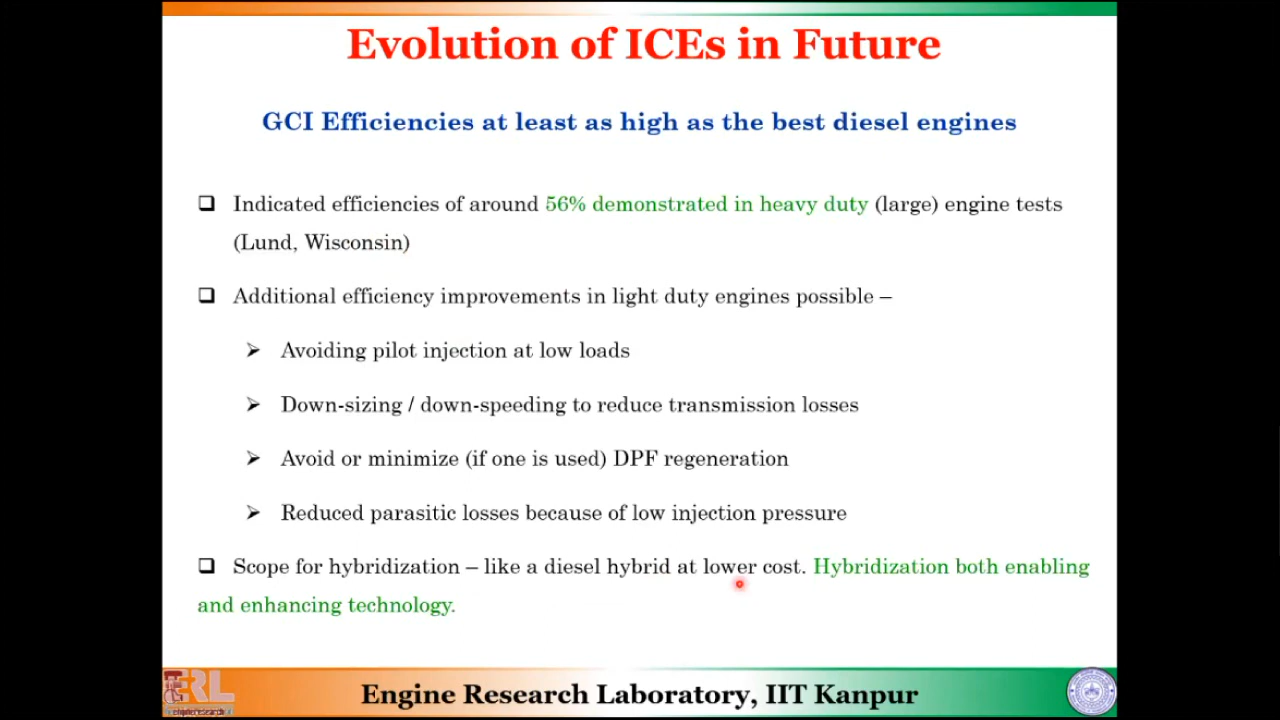 Evolution of ICEs in Future
GCI Efficiencies at least as high as the best diesel engines
Indicated efficiencies of around 56% demonstrated in heavy duty (large) engine tests
(Lund, Wisconsin)
Additional efficiency improvements in light duty engines possible –
Avoiding pilot injection at low loads
Down-sizing / down-speeding to reduce transmission losses
Avoid or minimize (if one is used) DPF regeneration
Reduced parasitic losses because of low injection pressure
Scope for hybridization – like a diesel hybrid at lower cost. Hybridization both enabling
and enhancing technology.
ERL
Engine Research Laboratory, IIT Kanpur